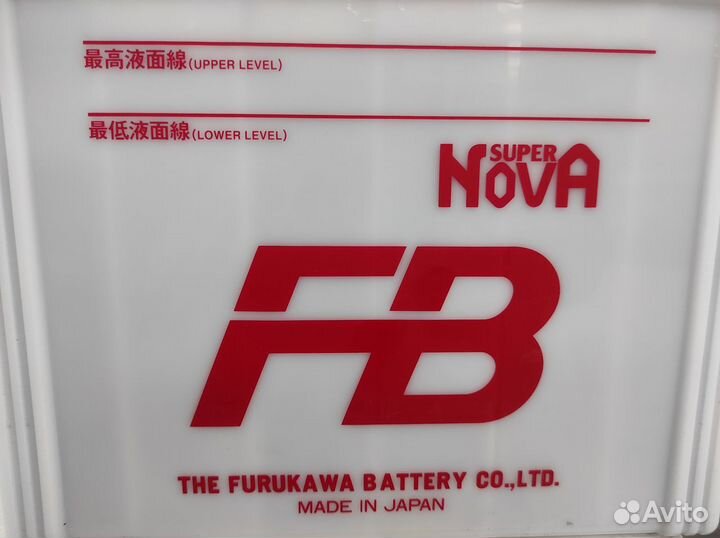 最高液面線(UPPER LEVEL)
最低液面線(LOWER LEVEL)
SUPER
NOVA
FB
THE FURUKAWA BATTERY CO.,LTD.
MADE IN JAPAN
Avito